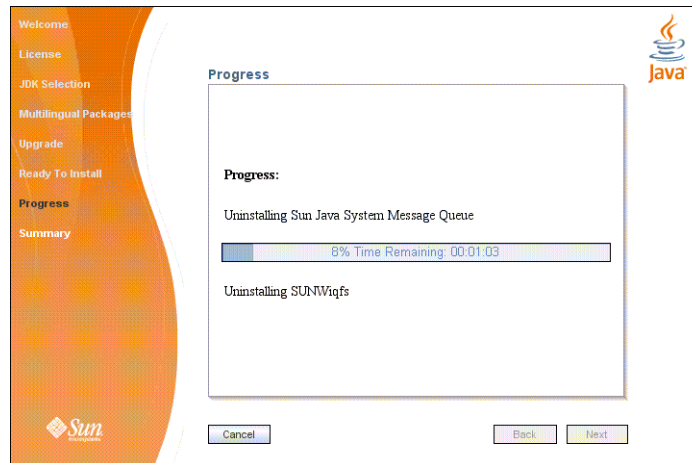 Welcome
License
JDK Selection
Multilingual Packages
Upgrade
Ready To Install
Progress
Summary
Sun
microsystems
Java
Progress
Progress:
Uninstalling Sun Java System Message Queue
8% Time Remaining: 00:01:03
Uninstalling SUNWiqfs
Cancel
Back
Next